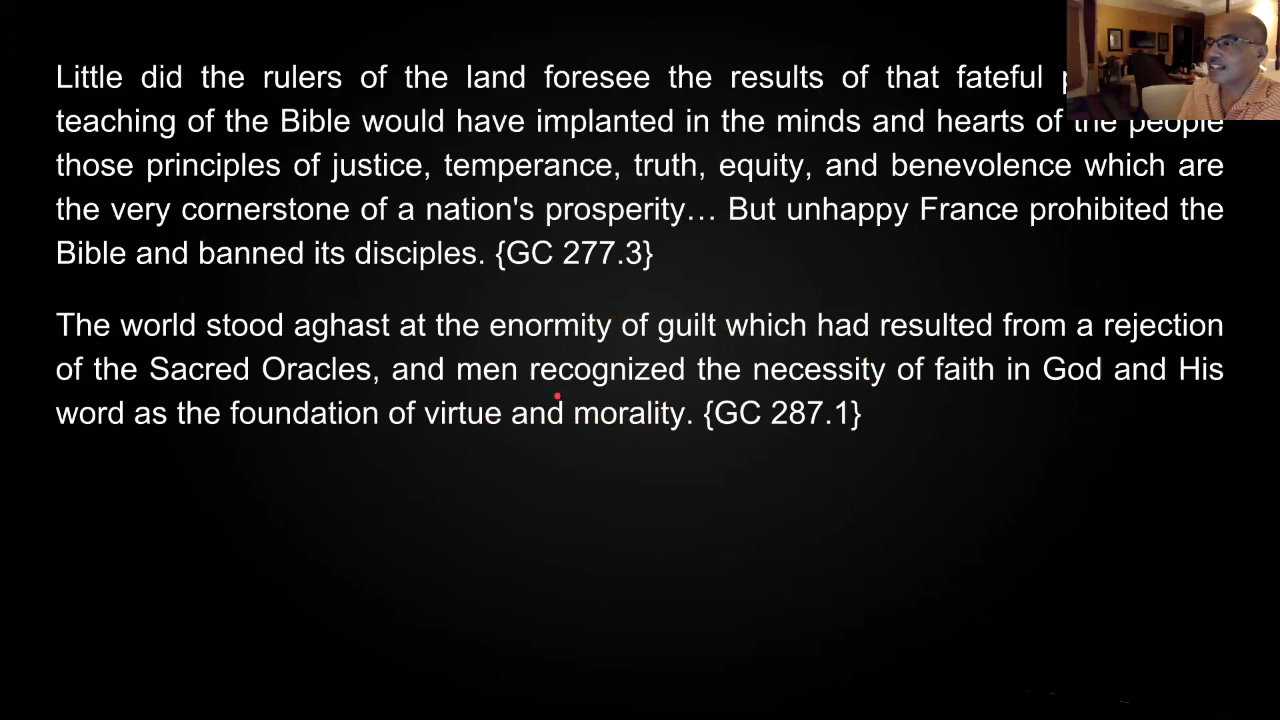 Little did the rulers of the land foresee the results of that fateful
teaching of the Bible would have implanted in the minds and hearts of the people
those principles of justice, temperance, truth, equity, and benevolence which are
the very cornerstone of a nation's prosperity… But unhappy France prohibited the
Bible and banned its disciples. {GC 277.3}
The world stood aghast at the enormity of guilt which had resulted from a rejection
of the Sacred Oracles, and men recognized the necessity of faith in God and His
word as the foundation of virtue and morality. {GC 287.1}